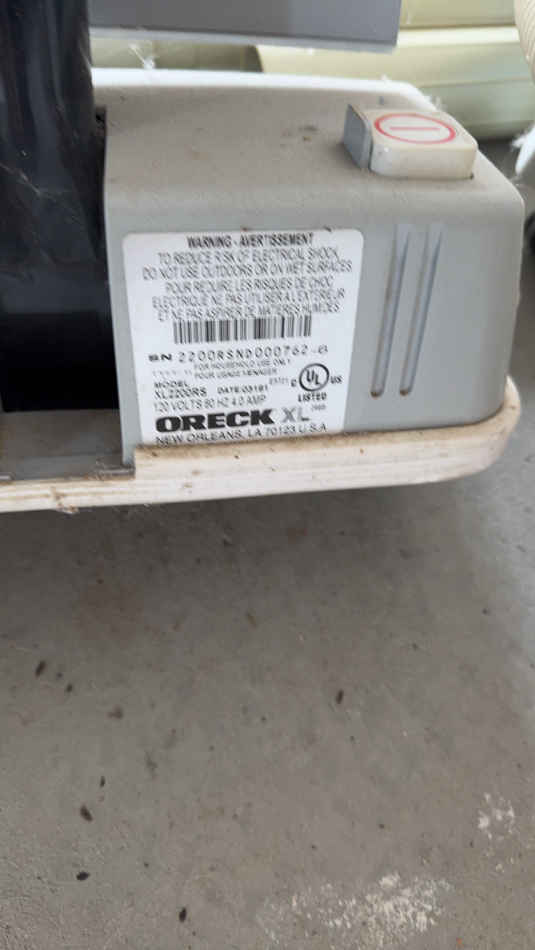 WARNING - AVERTISSEMENT
TO REDUCE RISK OF ELECTRICAL SHOCK,
DO NOT USE OUTDOORS OR ON WET SURFACES
POUR REDUIRE LES RISQUES DE CHOC
ELECTRIQUE NE PAS UTILISER A L'EXTERIEUR
ET NE PAS ASPIRER DE MATIERES HUMIDES
SN 2200RSND000762-B
FOR HOUSEHOLD USE ONLY
POUR USAGE MENAGER
MODEL
XL2200RS DATE:03191
C UL US
LISTED
120 VOLTS 60 HZ 4.0 AMP
ORECK XL
NEW ORLEANS, LA 70123 U.S.A